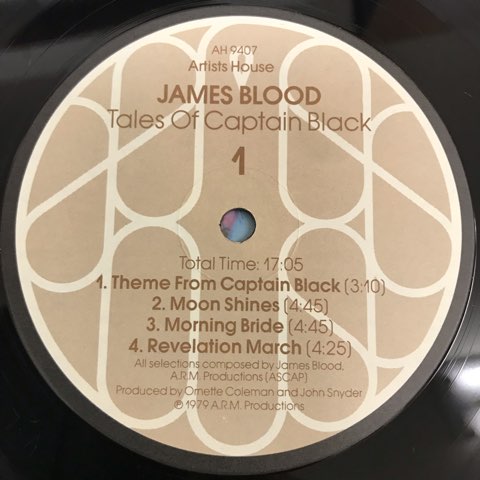 AH 9407
Artists House
JAMES BLOOD
Tales Of Captain Black
1
Total Time: 17:05
1. Theme From Captain Black (3:10)
2. Moon Shines (4:45)
3. Morning Bride (4:45)
4. Revelation March (4:25)
All selections composed by James Blood,
A.R.M. Productions (ASCAP)
Produced by Ornette Coleman and John Snyder
℗ 1979 A.R.M. Productions